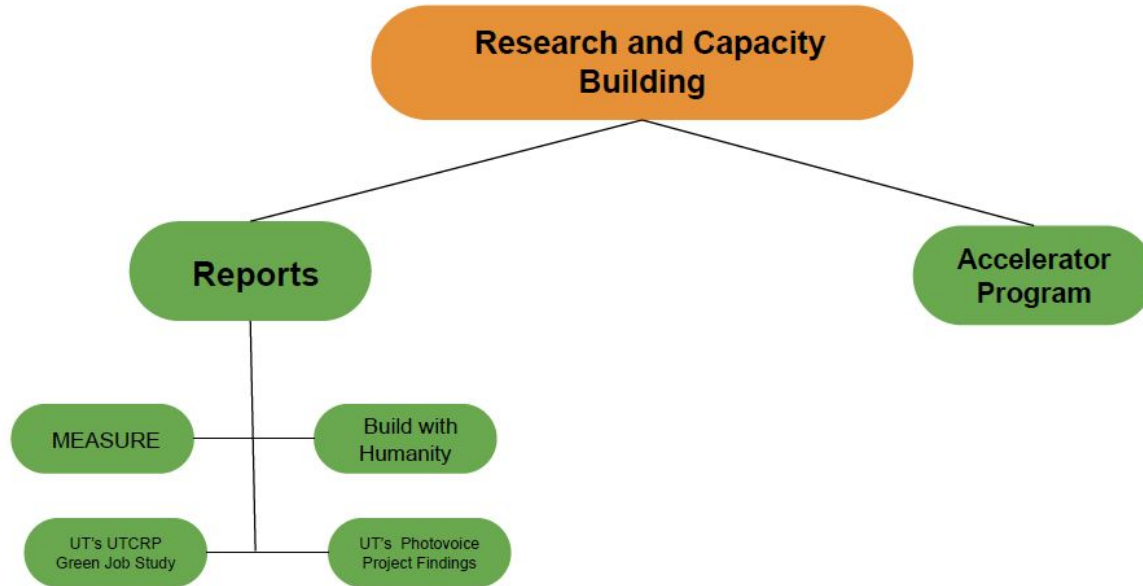 Research and Capacity
Building
Reports
Accelerator
Program
MEASURE
Build with
Humanity
UT's UTCRP
Green Job Study
UT's Photovoice
Project Findings